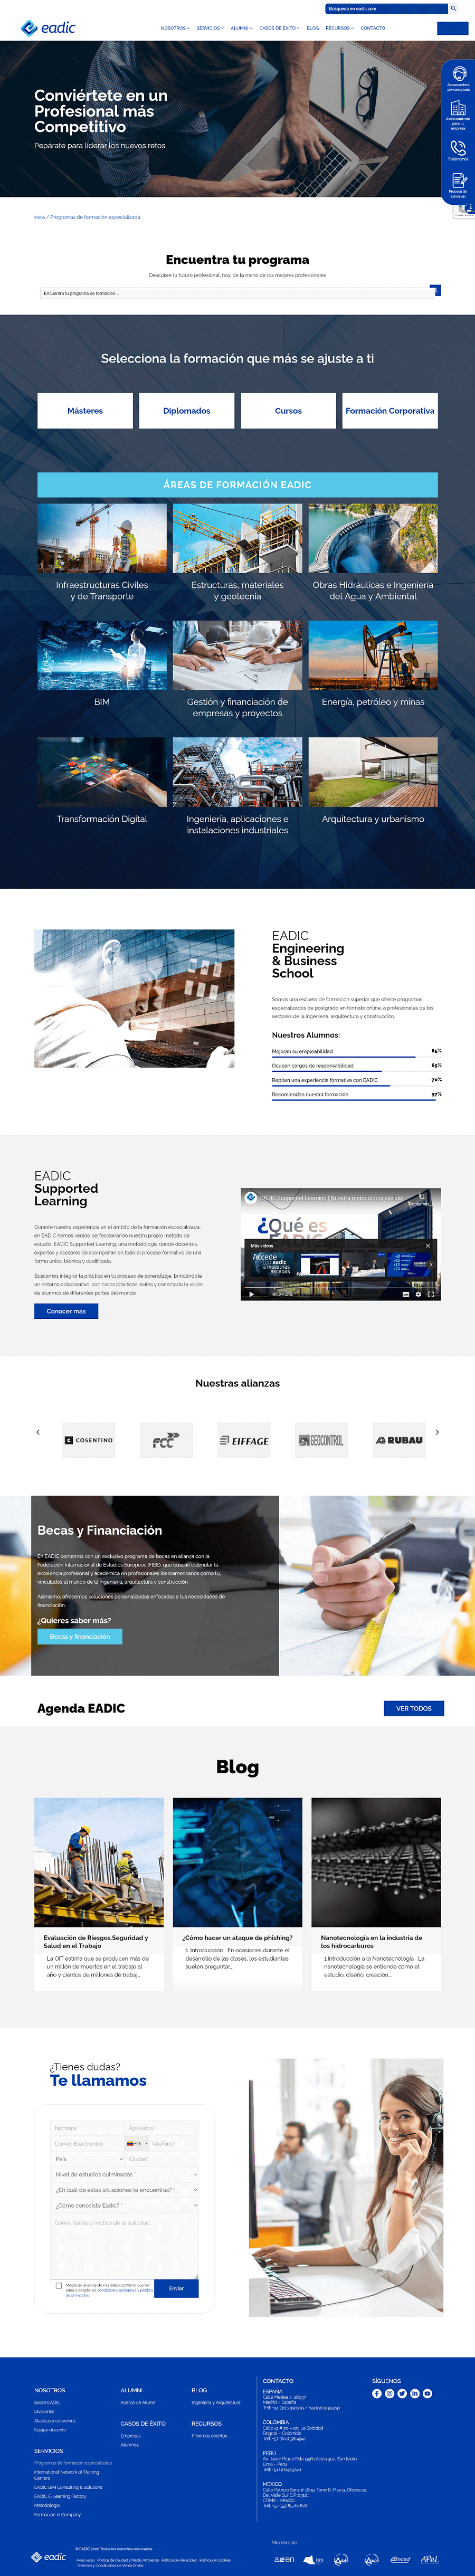 Búsqueda en eadic.com
eadic
NOSOTROS SERVICIOS ALUMNI CASOS DE EXITO BLOG RECURSOS CONTACTO
Conviértete en un
Profesional más
Competitivo
Pepárate para liderar los nuevos retos
Asesoramiento
personalizado
Asesoramiento
para tu
empresa
Te llamamos
Proceso de
admisión
Inicio / Programas de formación especializada
Encuentra tu programa
Descubre tu futuro profesional, hoy, de la mano de los mejores profesionales
Encuentra tu programa de formación...
Selecciona la formación que más se ajuste a ti
Másteres
Diplomados
Cursos
Formación Corporativa
ÁREAS DE FORMACIÓN EADIC
Infraestructuras Civiles
y de Transporte
Estructuras, materiales
y geotecnia
Obras Hidráulicas e Ingeniería
del Agua y Ambiental
BIM
Gestión y financiación de
empresas y proyectos
Energía, petróleo y minas
Transformación Digital
Ingeniería, aplicaciones e
instalaciones industriales
Arquitectura y urbanismo
EADIC
Engineering
& Business
School
Somos una escuela de formación superior que ofrece programas
especializados de postgrado en formato online, a profesionales de los
sectores de la ingeniería, arquitectura y construcción.
Nuestros Alumnos:
Mejoran su empleabilidad 85%
Ocupan cargos de responsabilidad 65%
Repiten una experiencia formativa con EADIC 70%
Recomiendan nuestra formación 97%
EADIC
Supported
Learning
Durante nuestra experiencia en el ámbito de la formación especializada,
en EADIC hemos venido perfeccionando nuestro propio método de
estudio: EADIC Supported Learning, una metodología donde docentes,
expertos y asesores de acompañan en todo el proceso formativo de una
forma única, técnica y cualificada.
Buscamos integrar la práctica en tu proceso de aprendizaje, brindándote
un entorno colaborativo, con casos prácticos reales y conectado la visión
de alumnos de diferentes partes del mundo.
Conocer más
EADIC Supported Learning | Nuestra metodología exclusi...
¿Qué es
Más vídeos
Accede
con eadic
a maestrías
BECADAS
Nuestras alianzas
COSENTINO
FCC
EIFFAGE
GEOCONTROL
RUBAU
Becas y Financiación
En EADIC contamos con un exclusivo programa de becas en alianza con la
Federación Internacional de Estudios Europeos (FIEE), que buscan estimular la
excelencia profesional y académica en profesionales iberoamericanos como tú,
vinculados al mundo de la ingeniería, arquitectura y construcción.
Asimismo, ofrecemos soluciones personalizadas enfocadas a tus necesidades de
financiación.
¿Quieres saber más?
Becas y financiación
Agenda EADIC
VER TODOS
Blog
Evaluación de Riesgos.Seguridad y
Salud en el Trabajo
La OIT estima que se producen más de
un millón de muertos en el trabajo al
año y cientos de millones de trabaj...
¿Cómo hacer un ataque de phishing?
1. Introducción En ocasiones durante el
desarrollo de las clases, los estudiantes
suelen preguntar,...
Nanotecnología en la industria de
los hidrocarburos
1.Introducción a la Nanotecnología La
nanotecnología se entiende como el
estudio, diseño, creación,...
¿Tienes dudas?
Te llamamos
Nombre*
Apellidos*
Correo Electrónico*
Teléfono*
País
Ciudad*
Nivel de estudios culminados *
¿En cuál de estas situaciones te encuentras? *
¿Cómo conociste Eadic? *
Comentarios o motivo de la solicitud:
Mediante el envío de mis datos confirmo que he
leído y acepto las condiciones generales y política
de privacidad
Enviar
NOSOTROS
Sobre EADIC
Divisiones
Alianzas y convenios
Equipo docente
SERVICIOS
Programas de formación especializada
International Network of Training
Centers
EADIC BIM Consulting & Solutions
EADIC E-Learning Factory
Metodología
Formación in Company
ALUMNI
Acerca de Alumni
CASOS DE ÉXITO
Empresas
Alumnos
BLOG
Ingeniería y Arquitectura
RECURSOS
Próximos eventos
CONTACTO
ESPAÑA
Madrid – España
COLOMBIA
Bogotá – Colombia
PERÚ
Lima – Perú
MÉXICO
CDMX – México
SÍGUENOS
eadic
© EADIC 2022. Todos los derechos reservados.
Aviso legal Política de Calidad y Medio Ambiente Política de Privacidad Política de Cookies
Términos y Condiciones de Venta Online
Miembro de: